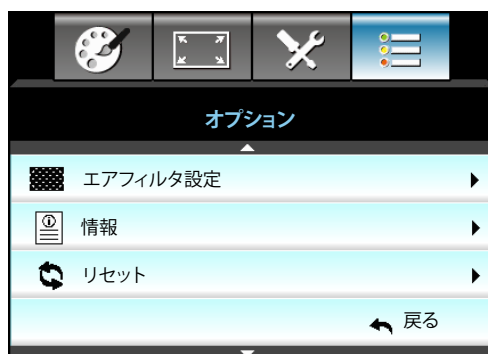 オプション
エアフィルタ設定
情報
リセット
戻る